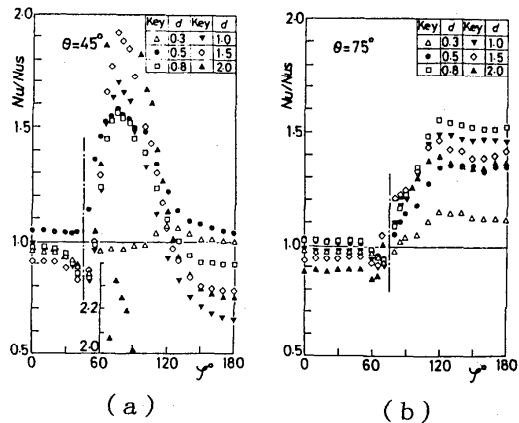 2.0
Nu/Nus
1.5
1.0
0.5
θ=45°
Key d Key d
△ 0.3 ▼ 1.0
● 0.5 ◇ 1.5
□ 0.8 ▲ 2.0
2.2
2.0
0 60 120 180
φ°
(a)
2.0
Nu/Nus
1.5
1.0
0.5
θ=75°
Key d Key d
△ 0.3 ▼ 1.0
● 0.5 ◇ 1.5
□ 0.8 ▲ 2.0
0 60 120 180
φ°
(b)